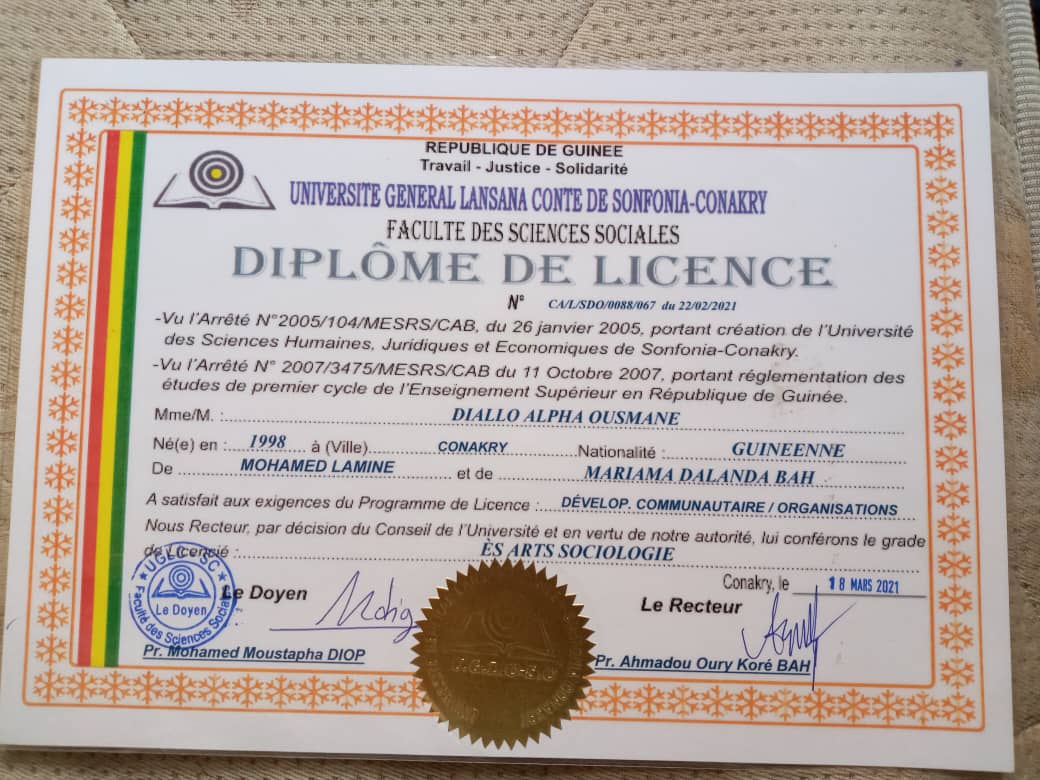 REPUBLIQUE DE GUINEE
Travail - Justice - Solidarité
UNIVERSITE GENERAL LANSANA CONTE DE SONFONIA-CONAKRY
FACULTE DES SCIENCES SOCIALES
DIPLÔME DE LICENCE
N° CA/L/SDO/0088/067 du 22/02/2021
-Vu l'Arrêté N°2005/104/MESRS/CAB, du 26 janvier 2005, portant création de l'Université
des Sciences Humaines, Juridiques et Economiques de Sonfonia-Conakry.
-Vu l'Arrêté N° 2007/3475/MESRS/CAB du 11 Octobre 2007, portant réglementation des
études de premier cycle de l'Enseignement Supérieur en République de Guinée.
Mme/M. : DIALLO ALPHA OUSMANE
Né(e) en : 1998 à (Ville) CONAKRY Nationalité : GUINEENNE
De MOHAMED LAMINE et de MARIAMA DALANDA BAH
A satisfait aux exigences du Programme de Licence : DÉVELOP. COMMUNAUTAIRE / ORGANISATIONS
Nous Recteur, par décision du Conseil de l'Université et en vertu de notre autorité, lui conférons le grade
de Licencié : ÈS ARTS SOCIOLOGIE
Conakry, le 18 MARS 2021
UGLC-SC
Le Doyen
Faculté des Sciences Sociales
Le Doyen
Le Recteur
Pr. Mohamed Moustapha DIOP
Pr. Ahmadou Oury Koré BAH